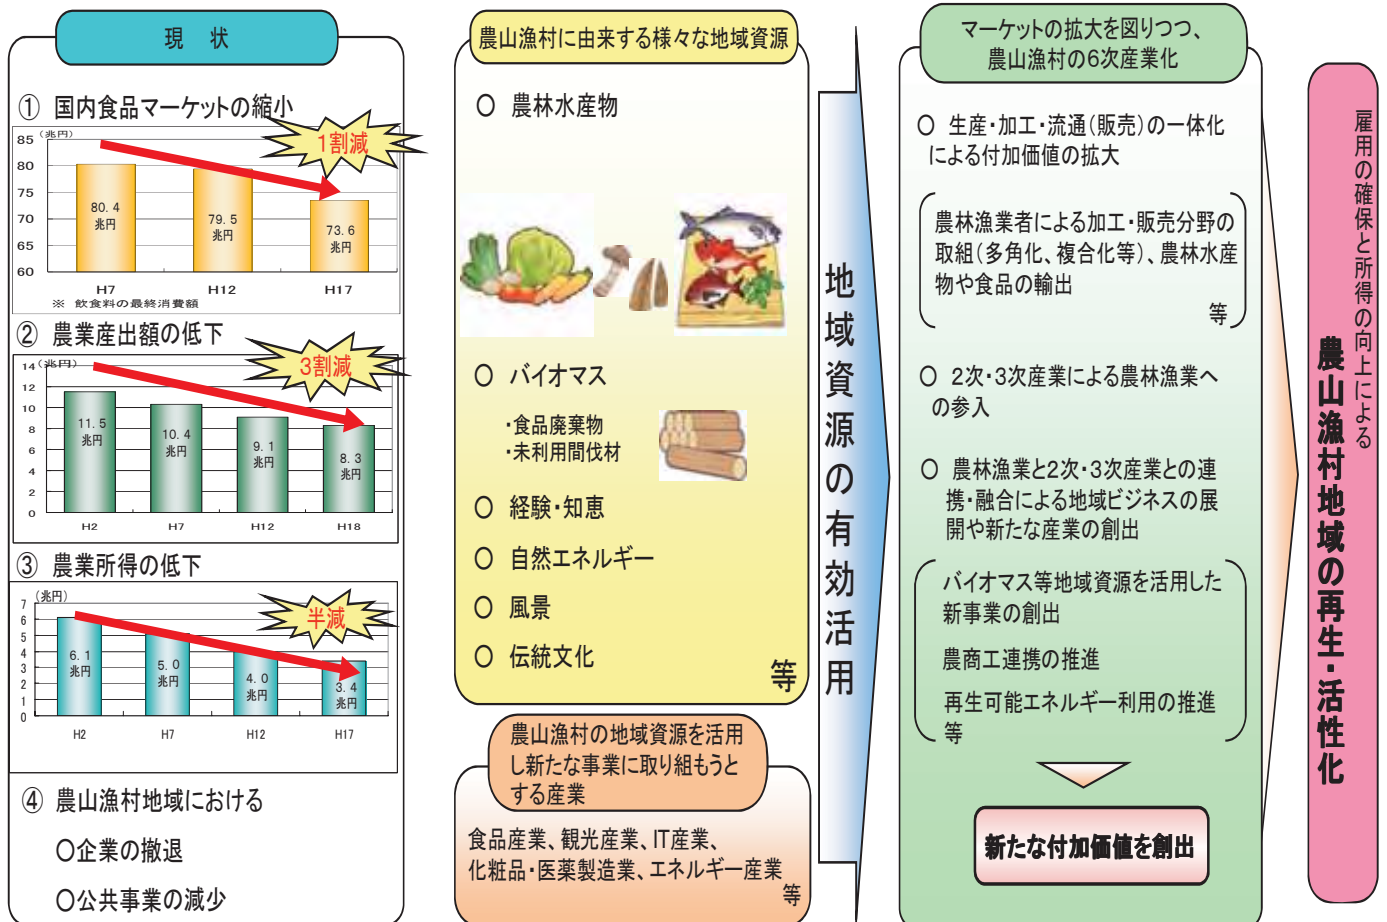 現 状
① 国内食品マーケットの縮小
(兆円)
1割減
85
80
75
70
65
60
80.4
兆円
79.5
兆円
73.6
兆円
H7 H12 H17
※ 飲食料の最終消費額
② 農業産出額の低下
(兆円)
3割減
14
12
10
8
6
4
2
0
11.5
兆円
10.4
兆円
9.1
兆円
8.3
兆円
H2 H7 H12 H18
③ 農業所得の低下
(兆円)
半減
7
6
5
4
3
2
1
0
6.1
兆円
5.0
兆円
4.0
兆円
3.4
兆円
H2 H7 H12 H17
④ 農山漁村地域における
○企業の撤退
○公共事業の減少
農山漁村に由来する様々な地域資源
○ 農林水産物
○ バイオマス
・食品廃棄物
・未利用間伐材
○ 経験・知恵
○ 自然エネルギー
○ 風景
○ 伝統文化
等
農山漁村の地域資源を活用
し新たな事業に取り組もうと
する産業
食品産業、観光産業、IT産業、
化粧品・医薬製造業、エネルギー産業
等
地域資源の有効活用
マーケットの拡大を図りつつ、
農山漁村の6次産業化
○ 生産・加工・流通(販売)の一体化
による付加価値の拡大
農林漁業者による加工・販売分野の
取組(多角化、複合化等)、農林水産
物や食品の輸出
等
○ 2次・3次産業による農林漁業へ
の参入
○ 農林漁業と2次・3次産業との連
携・融合による地域ビジネスの展
開や新たな産業の創出
バイオマス等地域資源を活用した
新事業の創出
農商工連携の推進
再生可能エネルギー利用の推進
等
新たな付加価値を創出
雇用の確保と所得の向上による
農山漁村地域の再生・活性化